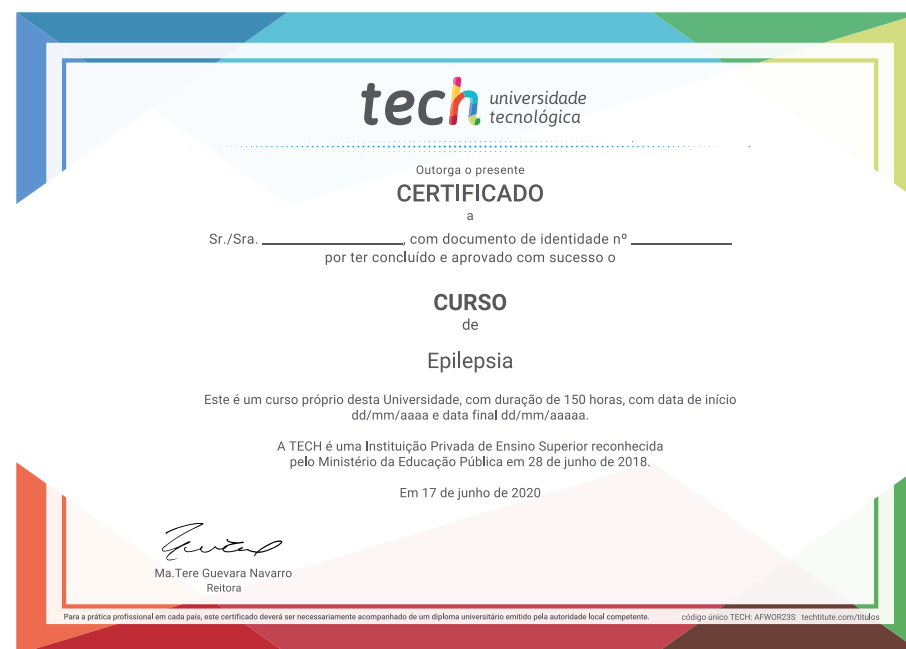 tech universidade
tecnológica
Outorga o presente
CERTIFICADO
a
Sr./Sra. ________________, com documento de identidade nº ____________
por ter concluído e aprovado com sucesso o
CURSO
de
Epilepsia
Este é um curso próprio desta Universidade, com duração de 150 horas, com data de início
dd/mm/aaaa e data final dd/mm/aaaaa.
A TECH é uma Instituição Privada de Ensino Superior reconhecida
pelo Ministério da Educação Pública em 28 de junho de 2018.
Em 17 de junho de 2020
Ma.Tere Guevara Navarro
Reitora
Para a prática profissional em cada país, este certificado deverá ser necessariamente acompanhado de um diploma universitário emitido pela autoridade local competente. código único TECH: AFWOR23S techtitute.com/títulos